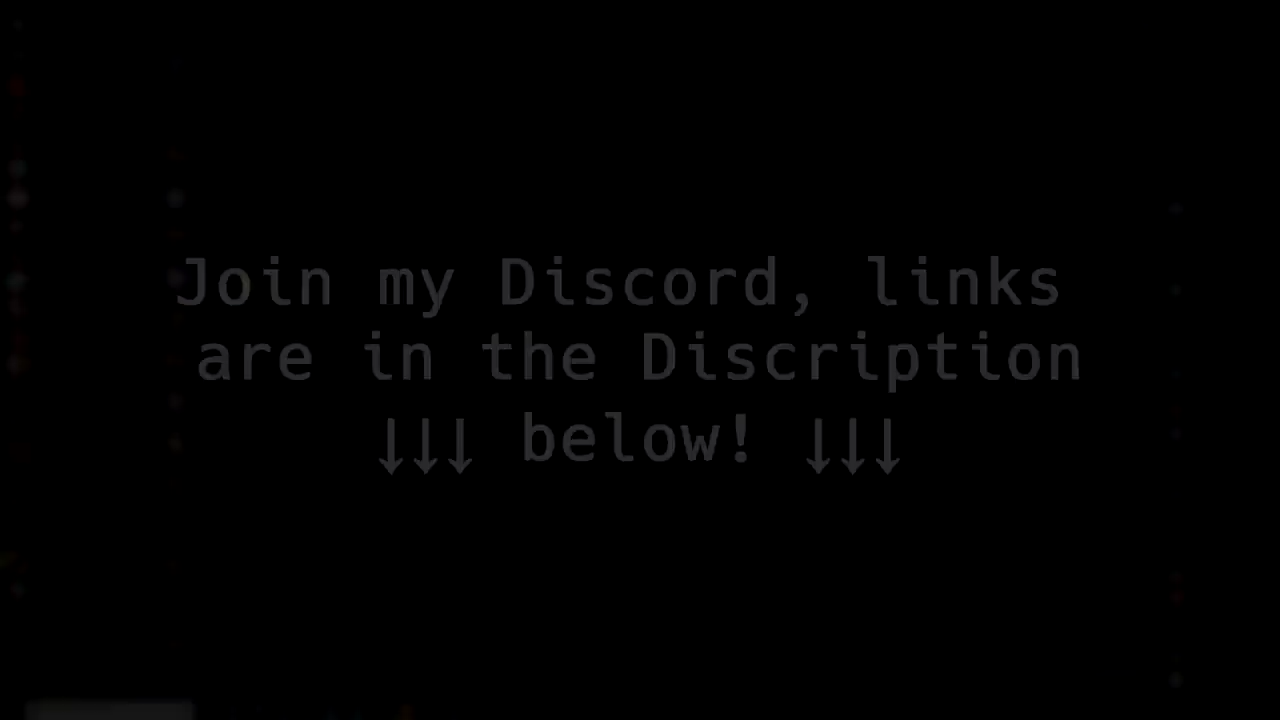 Join my Discord, links
are in the Discription
↓↓↓ below! ↓↓↓